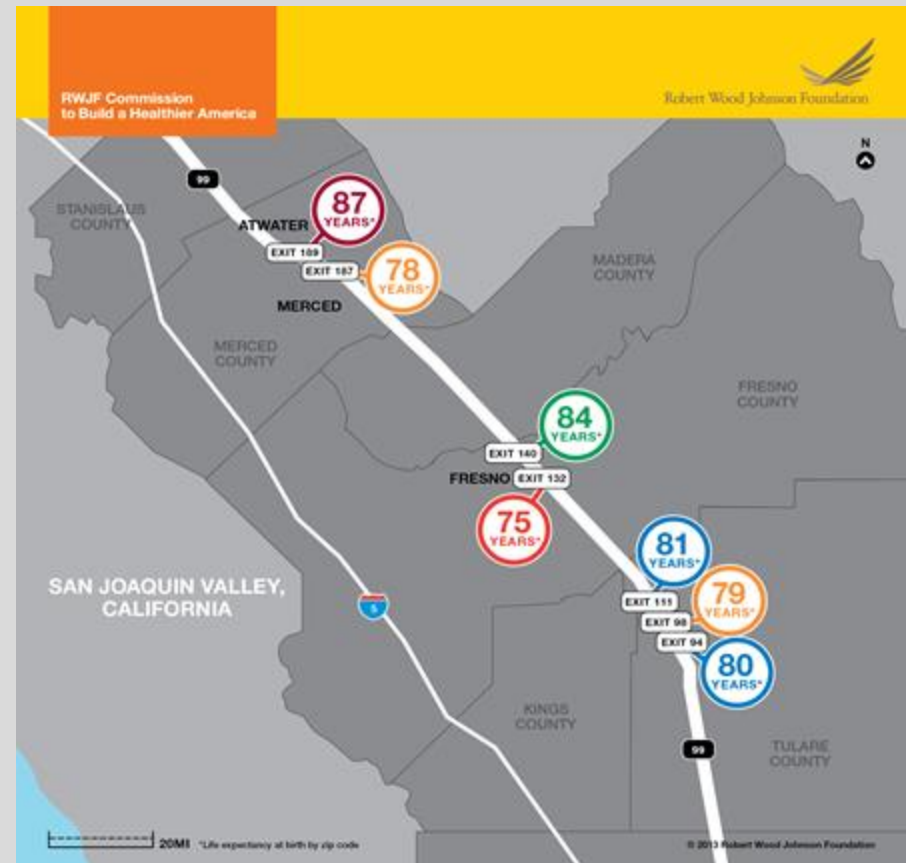 RWJF Commission
to Build a Healthier America
Robert Wood Johnson Foundation
N
99
STANISLAUS
COUNTY
ATWATER
87
YEARS*
EXIT 189
EXIT 187
78
YEARS*
MERCED
MADERA
COUNTY
MERCED
COUNTY
FRESNO
COUNTY
84
YEARS*
EXIT 140
FRESNO
EXIT 132
75
YEARS*
81
YEARS*
SAN JOAQUIN VALLEY,
CALIFORNIA
5
EXIT 111
79
YEARS*
EXIT 98
EXIT 94
80
YEARS*
KINGS
COUNTY
99
TULARE
COUNTY
20MI *Life expectancy at birth by zip code
© 2013 Robert Wood Johnson Foundation